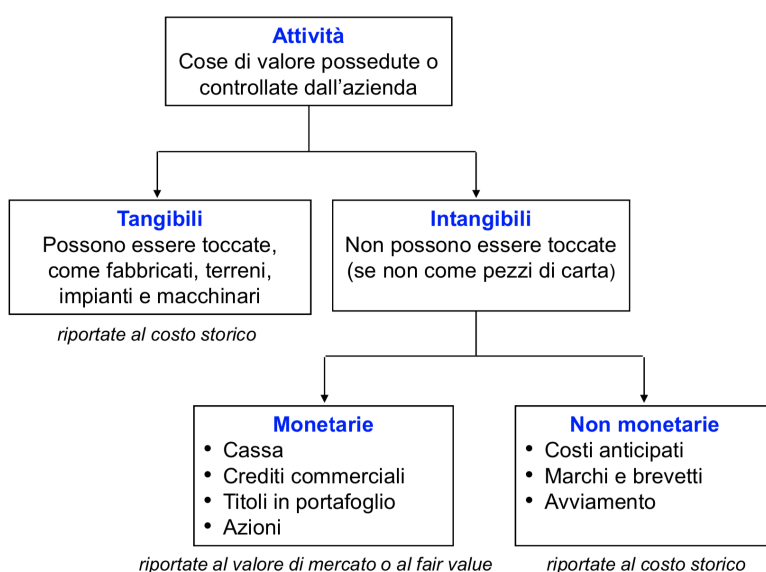 Attività
Cose di valore possedute o
controllate dall'azienda
Tangibili
Possono essere toccate,
come fabbricati, terreni,
impianti e macchinari
riportate al costo storico
Intangibili
Non possono essere toccate
(se non come pezzi di carta)
Monetarie
• Cassa
• Crediti commerciali
• Titoli in portafoglio
• Azioni
riportate al valore di mercato o al fair value
Non monetarie
• Costi anticipati
• Marchi e brevetti
• Avviamento
riportate al costo storico